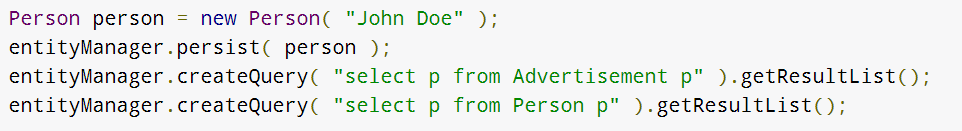 Person person = new Person( "John Doe" );
entityManager.persist( person );
entityManager.createQuery( "select p from Advertisement p" ).getResultList();
entityManager.createQuery( "select p from Person p" ).getResultList();